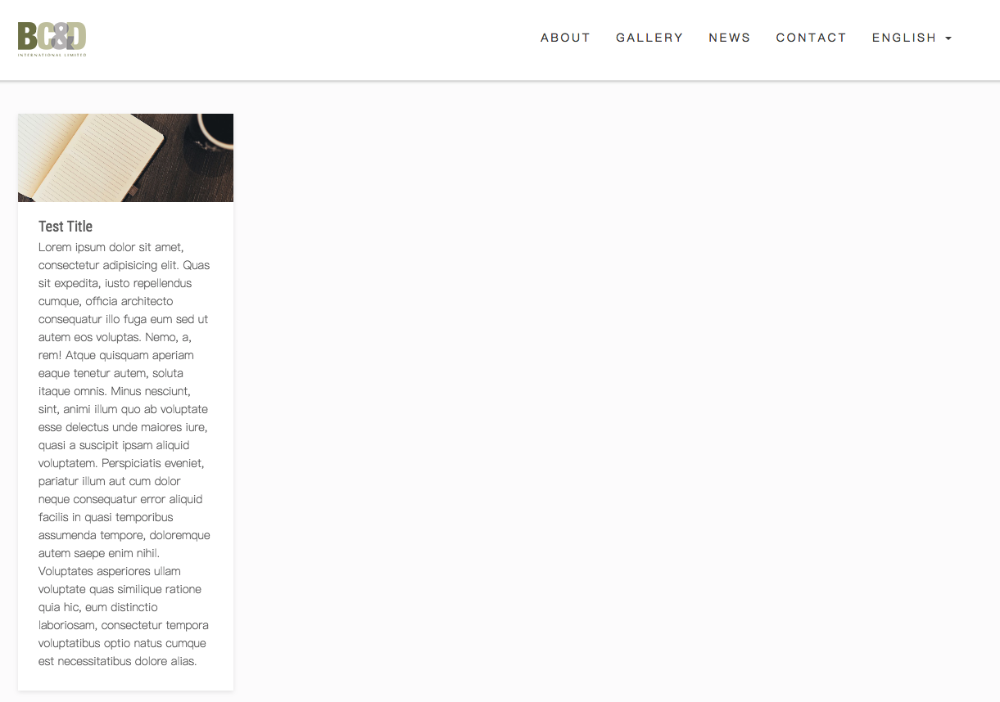 BC&D
INTERNATIONAL LIMITED
ABOUT
GALLERY
NEWS
CONTACT
ENGLISH
Test Title
Lorem ipsum dolor sit amet,
consectetur adipisicing elit. Quas
sit expedita, iusto repellendus
cumque, officia architecto
consequatur illo fuga eum sed ut
autem eos voluptas. Nemo, a,
rem! Atque quisquam aperiam
eaque tenetur autem, soluta
itaque omnis. Minus nesciunt,
sint, animi illum quo ab voluptate
esse delectus unde maiores iure,
quasi a suscipit ipsam aliquid
voluptatem. Perspiciatis eveniet,
pariatur illum aut cum dolor
neque consequatur error aliquid
facilis in quasi temporibus
assumenda tempore, doloremque
autem saepe enim nihil.
Voluptates asperiores ullam
voluptate quas similique ratione
quia hic, eum distinctio
laboriosam, consectetur tempora
voluptatibus optio natus cumque
est necessitatibus dolore alias.